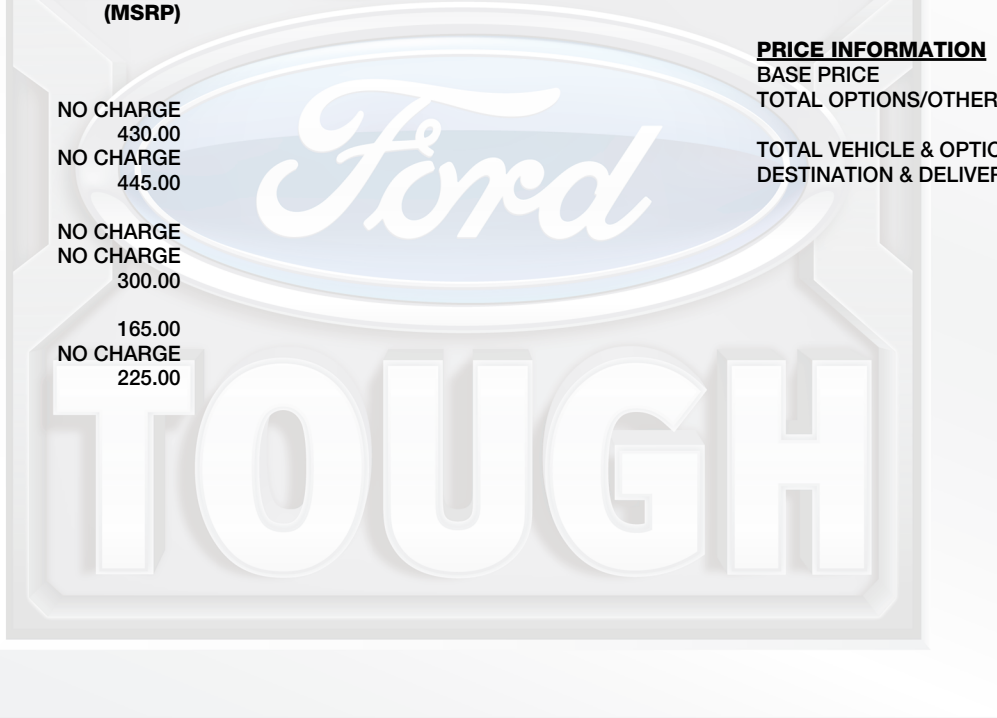 (MSRP)
NO CHARGE
430.00
NO CHARGE
445.00
NO CHARGE
NO CHARGE
300.00
165.00
NO CHARGE
225.00
PRICE INFORMATION
BASE PRICE
TOTAL OPTIONS/OTHER
TOTAL VEHICLE & OPTIO
DESTINATION & DELIVER
Ford
TOUGH